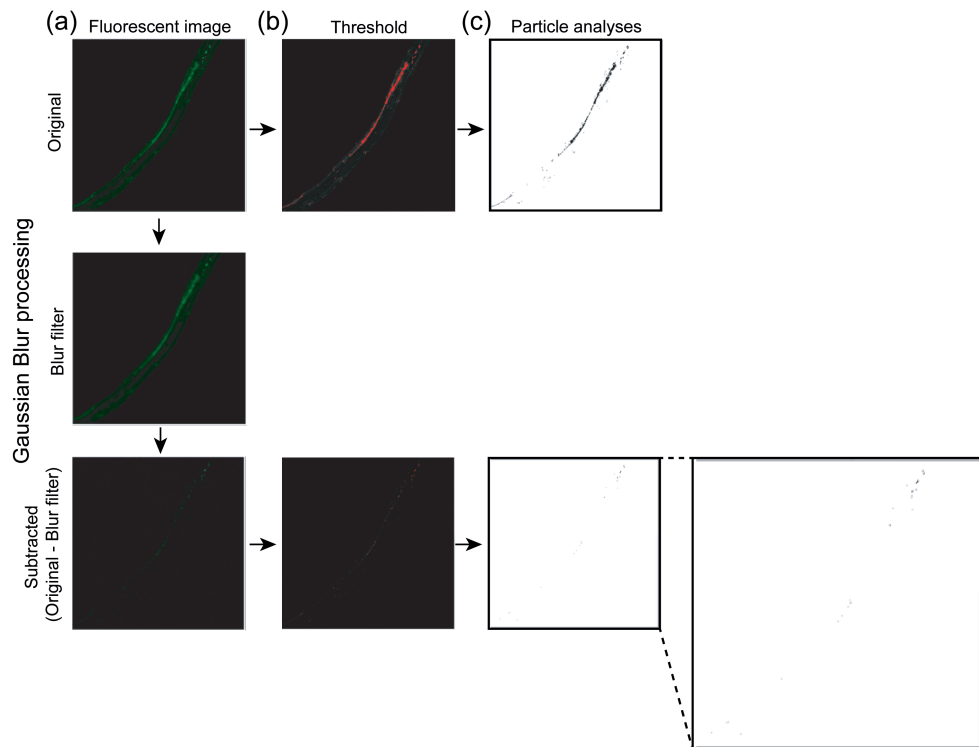 (a) Fluorescent image (b) Threshold (c) Particle analyses
Original
Gaussian Blur processing
Blur filter
Subtracted
(Original - Blur filter)